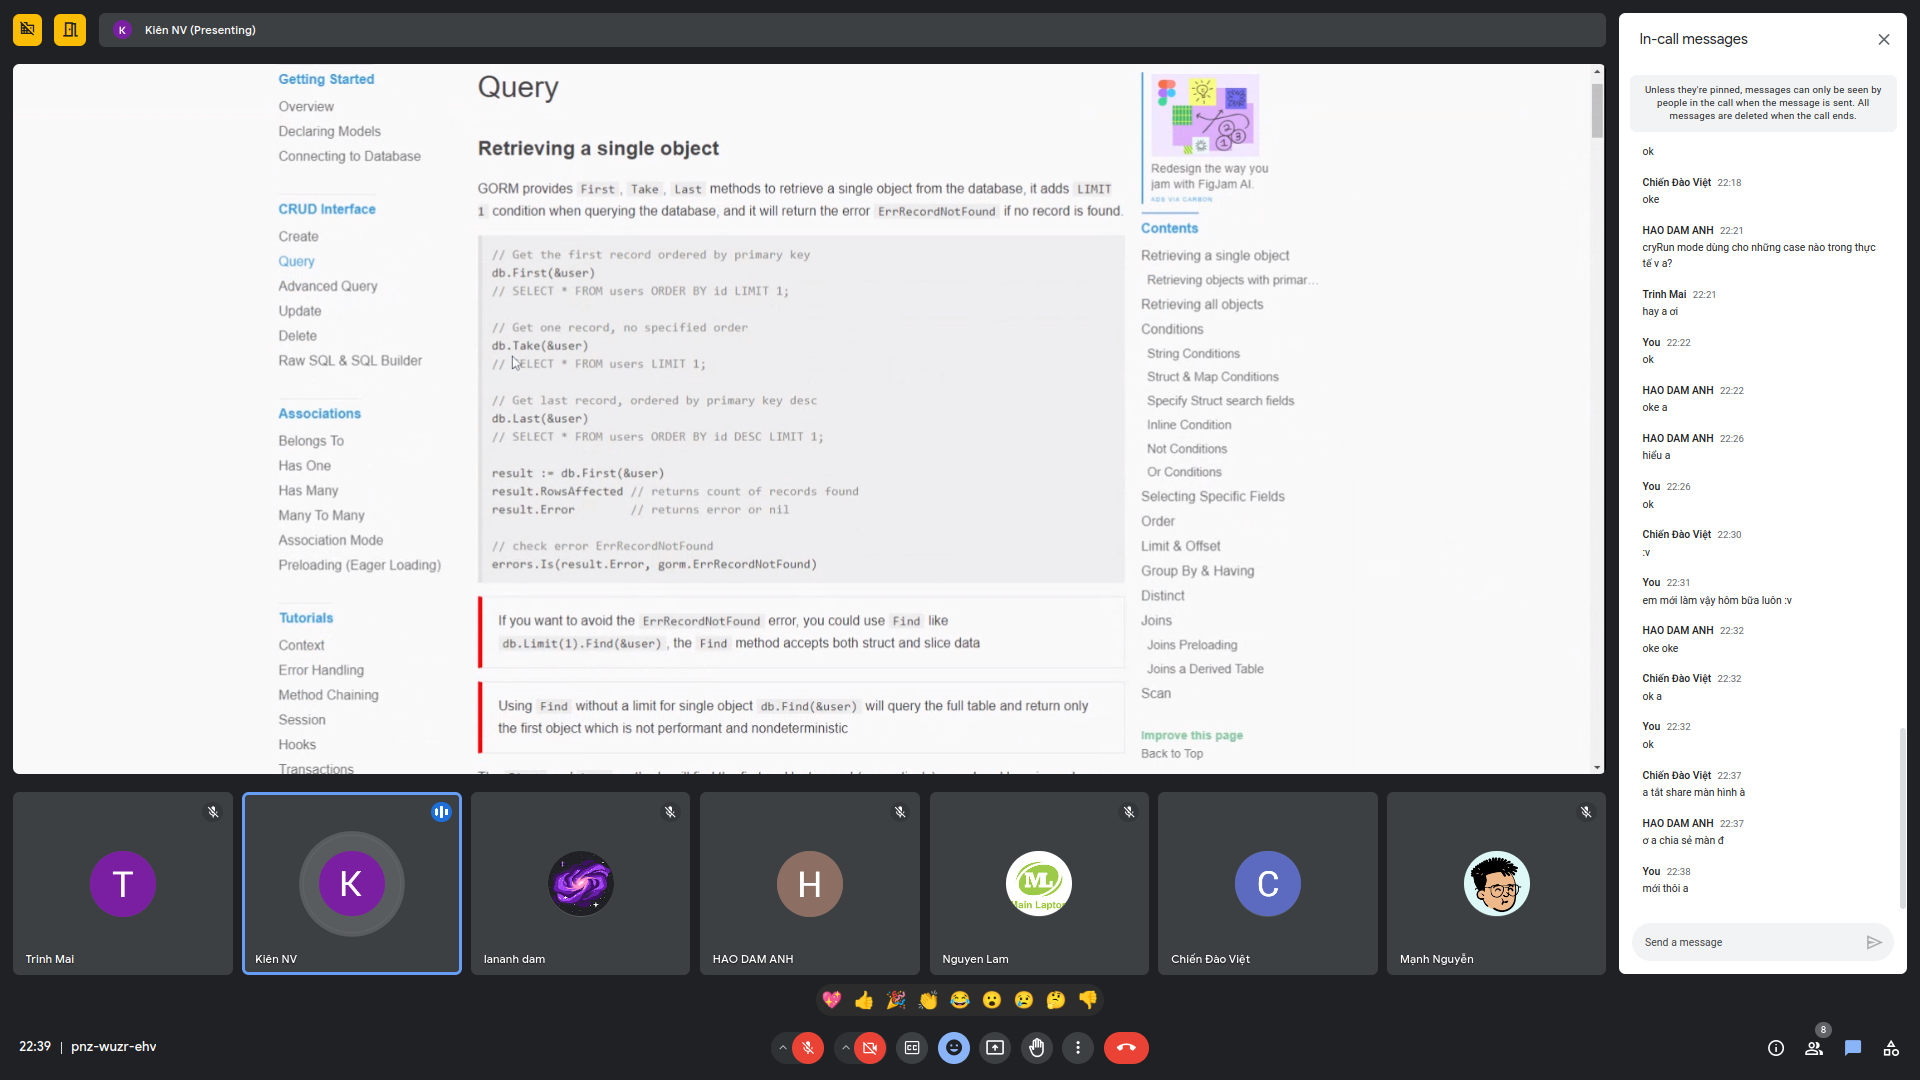 K
Kiên NV (Presenting)
Getting Started
Overview
Declaring Models
Connecting to Database
CRUD Interface
Create
Query
Advanced Query
Update
Delete
Raw SQL & SQL Builder
Associations
Belongs To
Has One
Has Many
Many To Many
Association Mode
Preloading (Eager Loading)
Tutorials
Context
Error Handling
Method Chaining
Session
Hooks
Transactions
Query
Retrieving a single object
GORM provides First, Take, Last methods to retrieve a single object from the database, it adds LIMIT
1 condition when querying the database, and it will return the error ErrRecordNotFound if no record is found.
// Get the first record ordered by primary key
db.First(&user)
// SELECT * FROM users ORDER BY id LIMIT 1;
// Get one record, no specified order
db.Take(&user)
// SELECT * FROM users LIMIT 1;
// Get last record, ordered by primary key desc
db.Last(&user)
// SELECT * FROM users ORDER BY id DESC LIMIT 1;
result := db.First(&user)
result.RowsAffected // returns count of records found
result.Error // returns error or nil
// check error ErrRecordNotFound
errors.Is(result.Error, gorm.ErrRecordNotFound)
If you want to avoid the ErrRecordNotFound error, you could use Find like
db.Limit(1).Find(&user), the Find method accepts both struct and slice data
Using Find without a limit for single object db.Find(&user) will query the full table and return only
the first object which is not performant and nondeterministic
Redesign the way you
jam with FigJam AI.
ADS VIA CARBON
Contents
Retrieving a single object
Retrieving objects with primar…
Retrieving all objects
Conditions
String Conditions
Struct & Map Conditions
Specify Struct search fields
Inline Condition
Not Conditions
Or Conditions
Selecting Specific Fields
Order
Limit & Offset
Group By & Having
Distinct
Joins
Joins Preloading
Joins a Derived Table
Scan
Improve this page
Back to Top
T
Trinh Mai
K
Kiên NV
lananh dam
H
HAO DAM ANH
ML
Main Laptop
Nguyen Lam
C
Chiến Đào Việt
Mạnh Nguyễn
22:39 | pnz-wuzr-ehv
CC
8
In-call messages
Unless they're pinned, messages can only be seen by
people in the call when the message is sent. All
messages are deleted when the call ends.
ok
Chiến Đào Việt 22:18
oke
HAO DAM ANH 22:21
cryRun mode dùng cho những case nào trong thực
tế v a?
Trinh Mai 22:21
hay a ơi
You 22:22
ok
HAO DAM ANH 22:22
oke a
HAO DAM ANH 22:26
hiểu a
You 22:26
ok
Chiến Đào Việt 22:30
:v
You 22:31
em mới làm vậy hôm bữa luôn :v
HAO DAM ANH 22:32
oke oke
Chiến Đào Việt 22:32
ok a
You 22:32
ok
Chiến Đào Việt 22:37
a tắt share màn hình à
HAO DAM ANH 22:37
ơ a chia sẻ màn đ
You 22:38
mới thôi a
Send a message